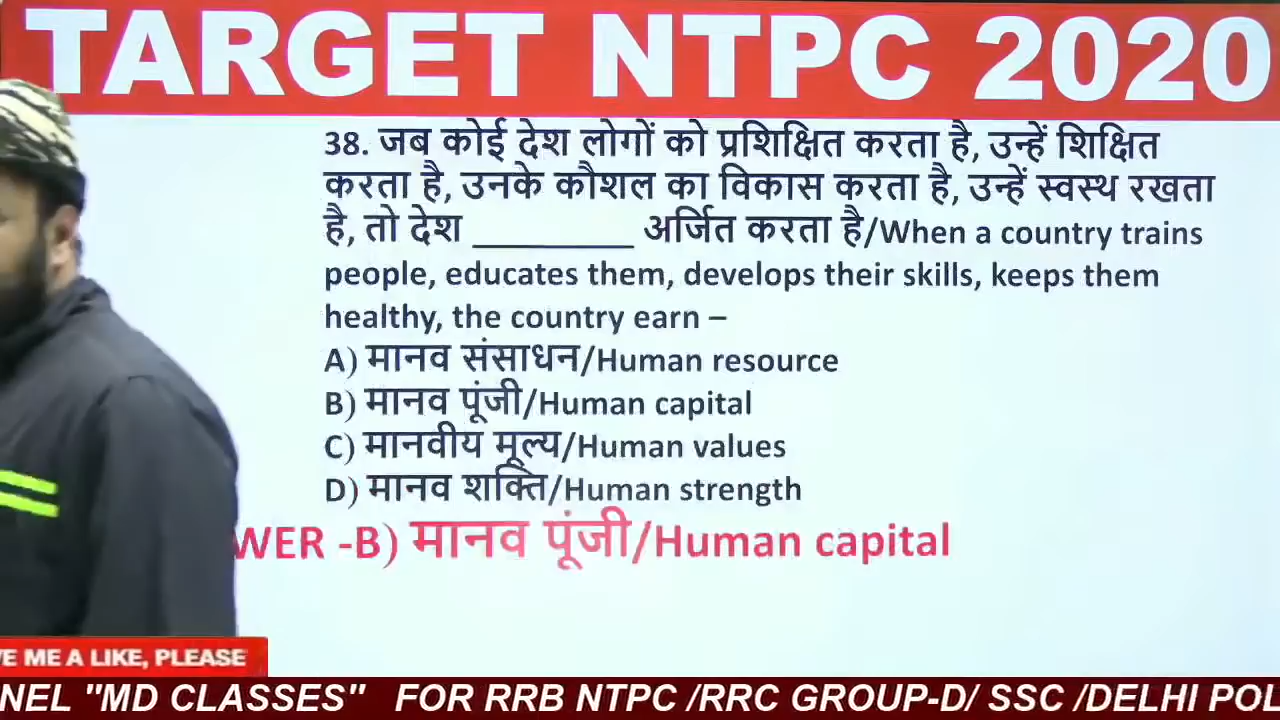 TARGET NTPC 2020
38. जब कोई देश लोगों को प्रशिक्षित करता है, उन्हें शिक्षित
करता है, उनके कौशल का विकास करता है, उन्हें स्वस्थ रखता
है, तो देश _________ अर्जित करता है/When a country trains
people, educates them, develops their skills, keeps them
healthy, the country earn –
A) मानव संसाधन/Human resource
B) मानव पूंजी/Human capital
C) मानवीय मूल्य/Human values
D) मानव शक्ति/Human strength
WER -B) मानव पूंजी/Human capital
VE ME A LIKE, PLEASE
NEL "MD CLASSES" FOR RRB NTPC /RRC GROUP-D/ SSC /DELHI POL